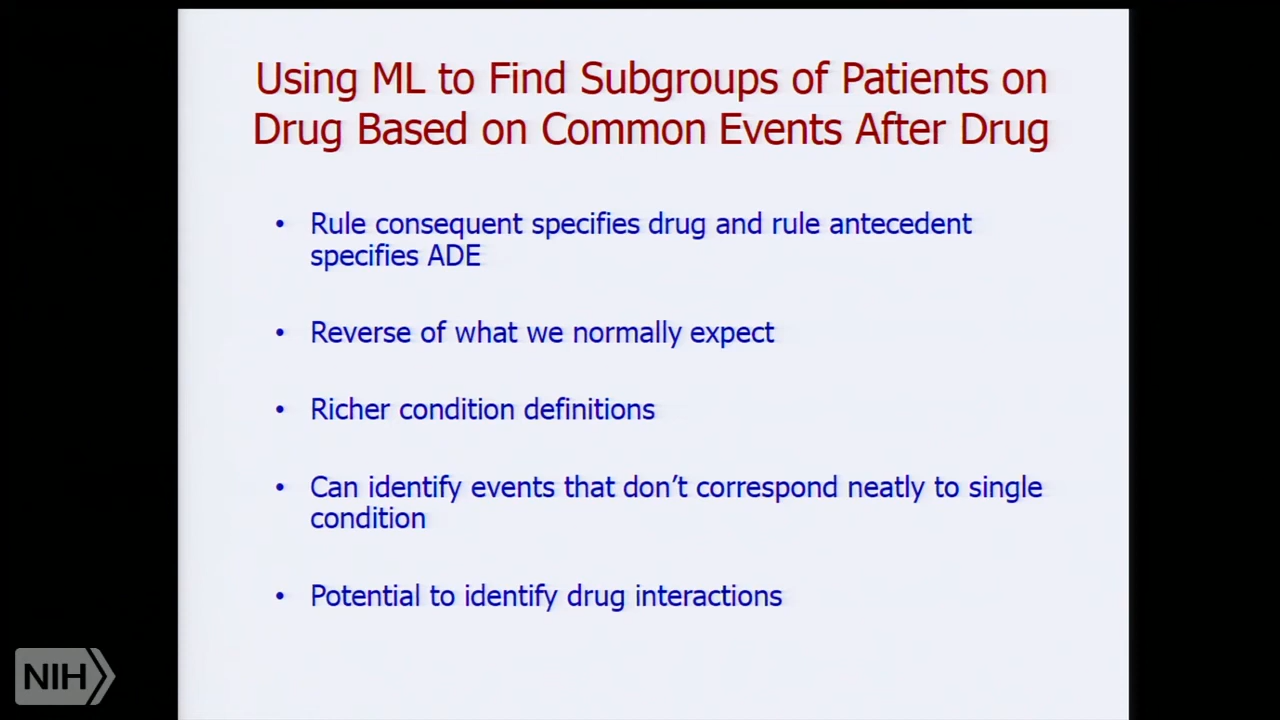 Using ML to Find Subgroups of Patients on
Drug Based on Common Events After Drug
• Rule consequent specifies drug and rule antecedent
specifies ADE
• Reverse of what we normally expect
• Richer condition definitions
• Can identify events that don’t correspond neatly to single
condition
• Potential to identify drug interactions
NIH